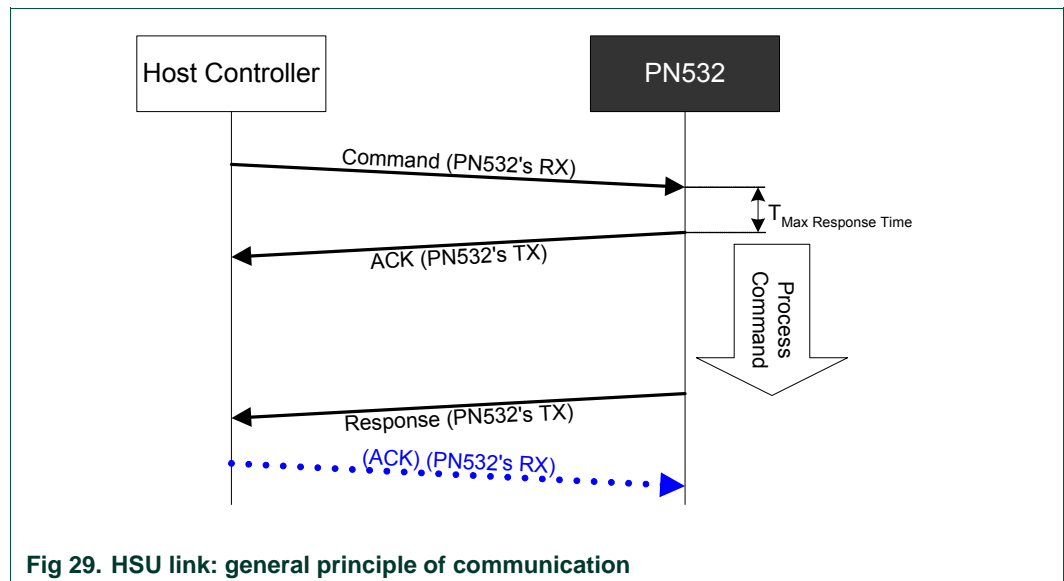 Host Controller
PN532
Command (PN532's RX)
T Max Response Time
ACK (PN532's TX)
Process
Command
Response (PN532's TX)
(ACK) (PN532's RX)
Fig 29. HSU link: general principle of communication